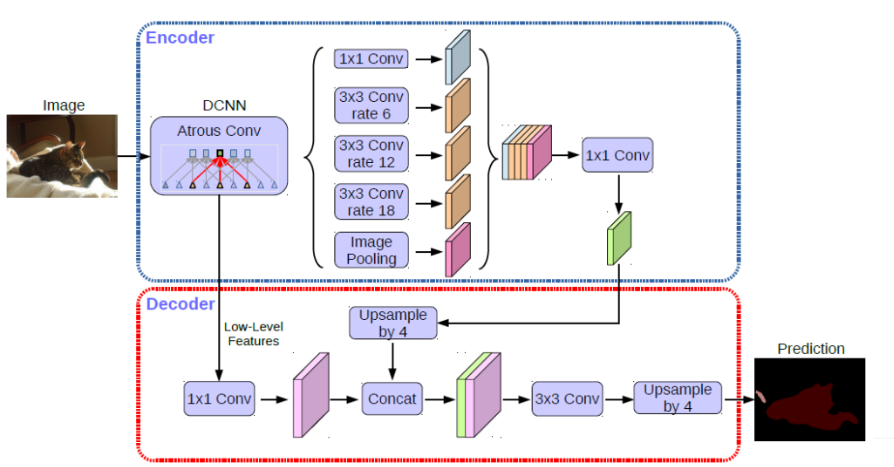 Encoder
Image
DCNN
Atrous Conv
1x1 Conv
3x3 Conv
rate 6
3x3 Conv
rate 12
3x3 Conv
rate 18
Image
Pooling
1x1 Conv
Decoder
Low-Level
Features
Upsample
by 4
1x1 Conv
Concat
3x3 Conv
Upsample
by 4
Prediction